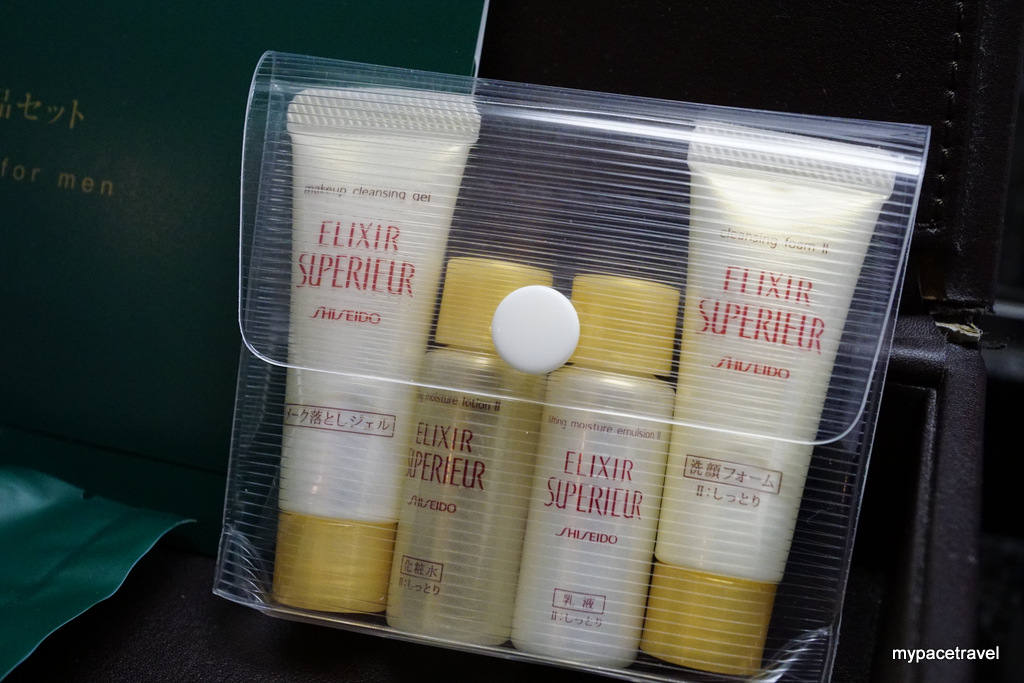 品セット
for men
makeup cleansing gel
ELIXIR
SUPERIEUR
SHISEIDO
メーク落としジェル
moisture lotion II
ELIXIR
SUPERIEUR
SHISEIDO
化粧水
II:しっとり
lifting moisture emulsion II
ELIXIR
SUPERIEUR
SHISEIDO
乳液
II:しっとり
cleansing foam II
ELIXIR
SUPERIEUR
SHISEIDO
洗顔フォーム
II:しっとり
mypacetravel